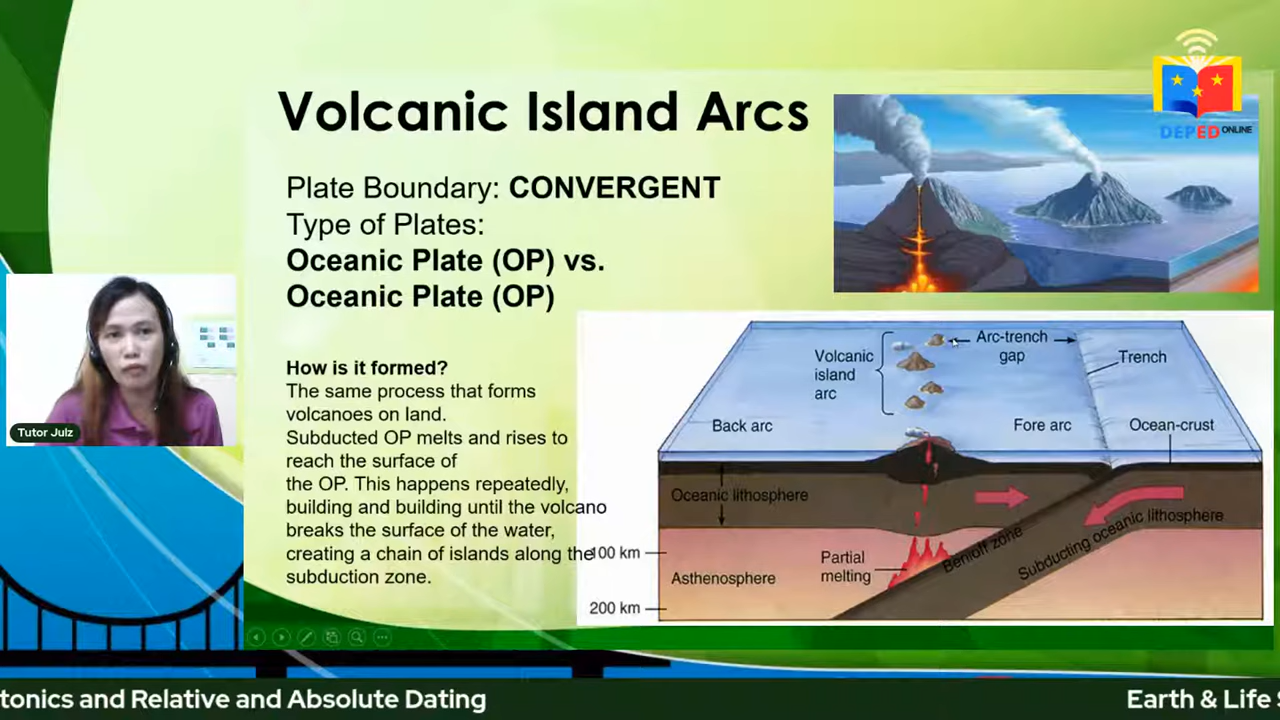 Volcanic Island Arcs
DEPED ONLINE
Plate Boundary: CONVERGENT
Type of Plates:
Oceanic Plate (OP) vs.
Oceanic Plate (OP)
How is it formed?
The same process that forms
volcanoes on land.
Subducted OP melts and rises to
reach the surface of
the OP. This happens repeatedly,
building and building until the volcano
breaks the surface of the water,
creating a chain of islands along the
subduction zone.
Tutor Julz
Volcanic
island
arc
Arc-trench
gap
Trench
Back arc
Fore arc
Ocean-crust
Oceanic lithosphere
Benioff zone
Subducting oceanic lithosphere
100 km
Partial
melting
Asthenosphere
200 km
tonics and Relative and Absolute Dating
Earth & Life S